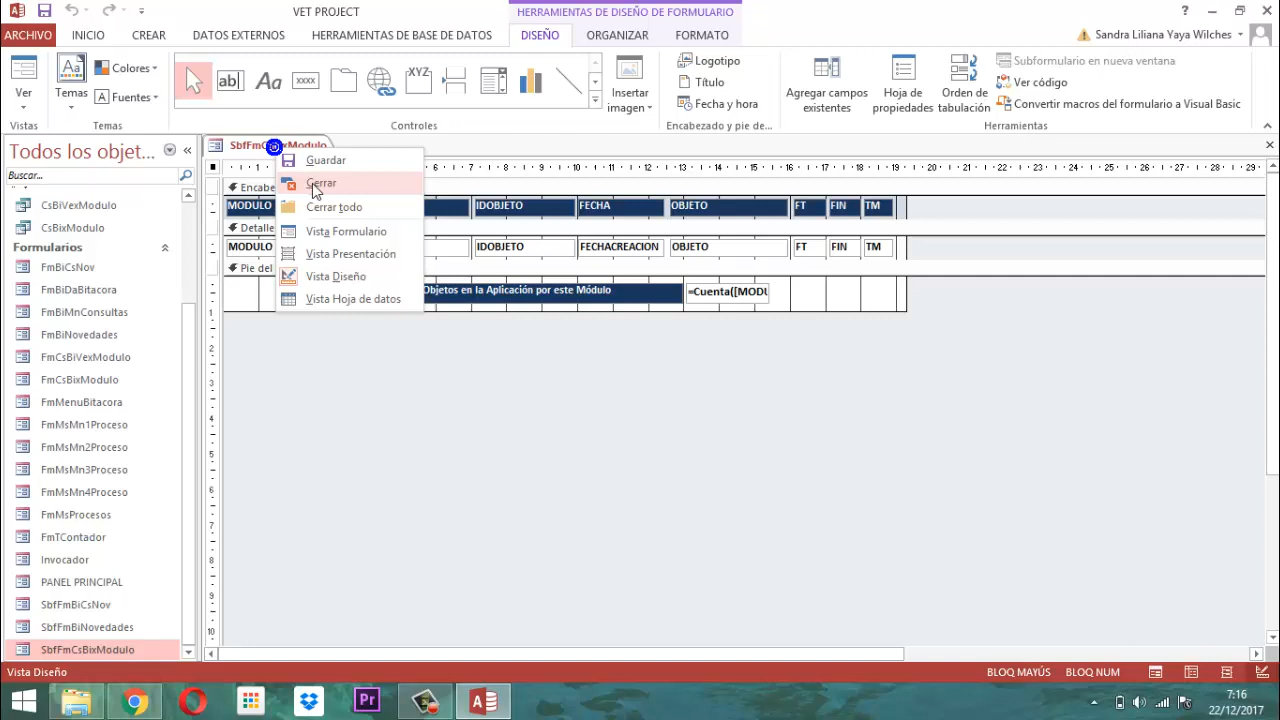 VET PROJECT
HERRAMIENTAS DE DISEÑO DE FORMULARIO
ARCHIVO INICIO CREAR DATOS EXTERNOS HERRAMIENTAS DE BASE DE DATOS DISEÑO ORGANIZAR FORMATO
Sandra Liliana Yaya Wilches
Ver
Vistas
Temas
Colores
Fuentes
Temas
ab|
Aa
xxxx
XYZ
Controles
Insertar
imagen
Logotipo
Título
Fecha y hora
Encabezado y pie de...
Agregar campos
existentes
Hoja de
propiedades
Orden de
tabulación
Subformulario en nueva ventana
Ver código
Convertir macros del formulario a Visual Basic
Herramientas
Todos los objet...
Buscar...
CsBiVexModulo
CsBixModulo
Formularios
FmBiCsNov
FmBiDaBitacora
FmBiMnConsultas
FmBiNovedades
FmCsBiVexModulo
FmCsBixModulo
FmMenuBitacora
FmMsMn1Proceso
FmMsMn2Proceso
FmMsMn3Proceso
FmMsMn4Proceso
FmMsProcesos
FmTContador
Invocador
PANEL PRINCIPAL
SbfFmBiCsNov
SbfFmBiNovedades
SbfFmCsBixModulo
Guardar
Cerrar
Cerrar todo
Vista Formulario
Vista Presentación
Vista Diseño
Vista Hoja de datos
MODULO IDOBJETO FECHA OBJETO FT FIN TM
Detalle
MODULO IDOBJETO FECHACREACION OBJETO FT FIN TM
Pie del
Objetos en la Aplicación por este Módulo =Cuenta([MODU
Vista Diseño
BLOQ MAYÚS BLOQ NUM
7:16
22/12/2017